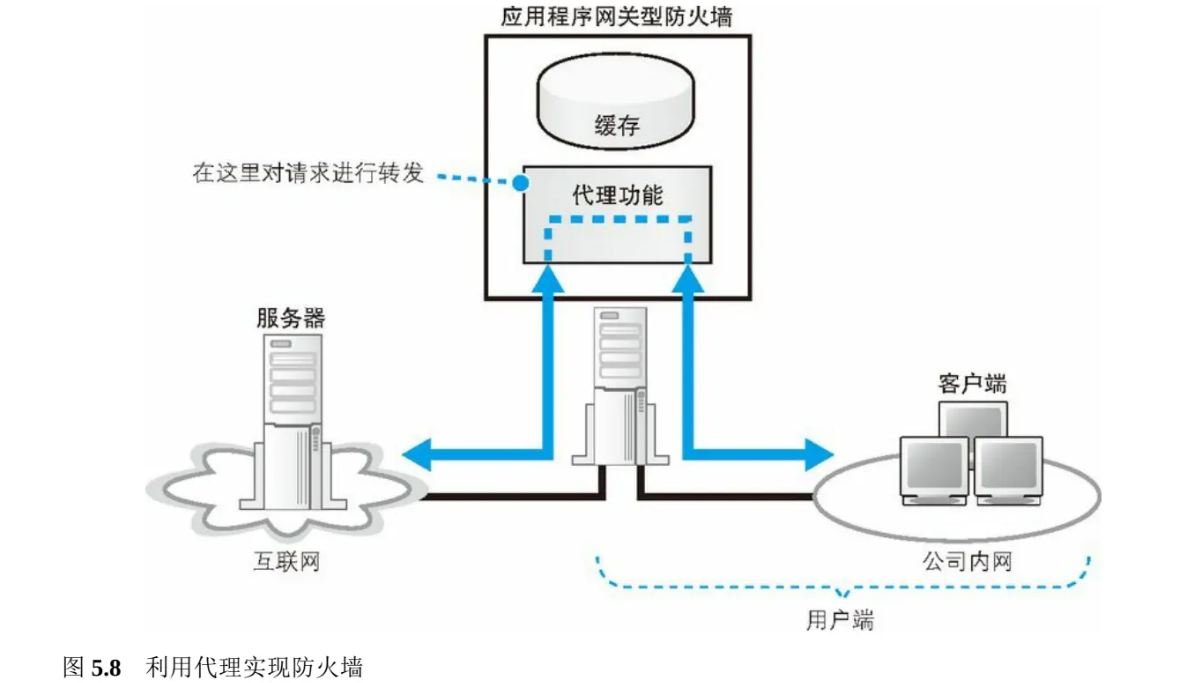 应用程序网关型防火墙
缓存
在这里对请求进行转发
代理功能
服务器
客户端
互联网
公司内网
用户端
图 5.8 利用代理实现防火墙